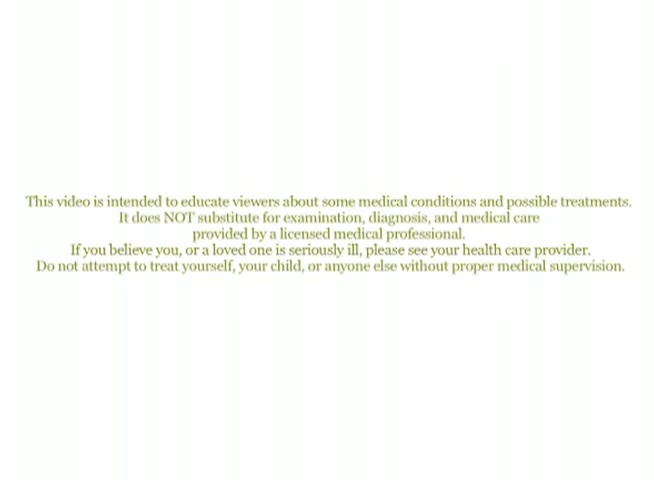 This video is intended to educate viewers about some medical conditions and possible treatments.
It does NOT substitute for examination, diagnosis, and medical care
provided by a licensed medical professional.
If you believe you, or a loved one is seriously ill, please see your health care provider.
Do not attempt to treat yourself, your child, or anyone else without proper medical supervision.